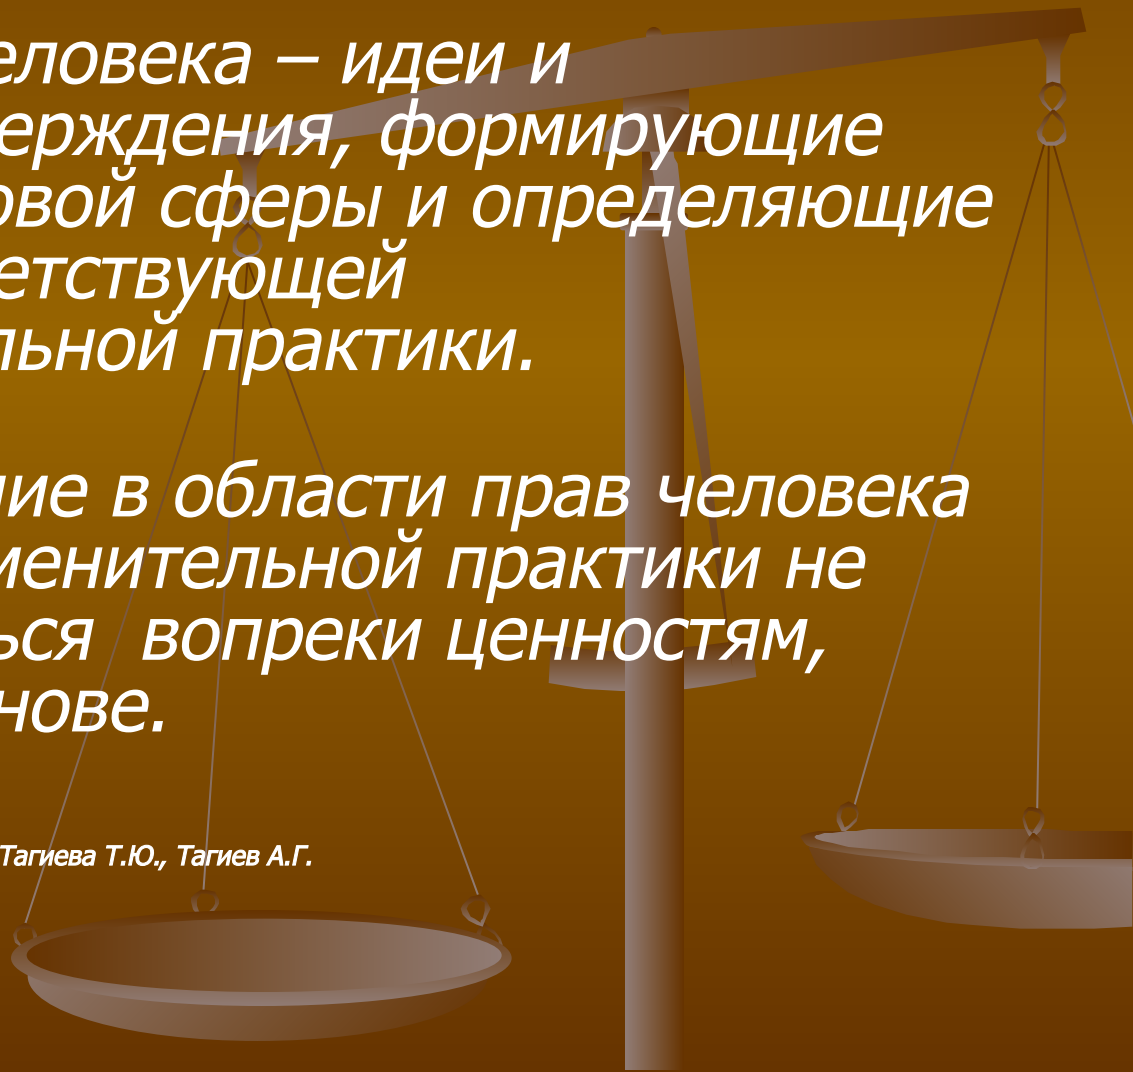 еловека – идеи и
ерждения, формирующие
овой сферы и определяющие
етствующей
льной практики.
ние в области прав человека
менительной практики не
ься вопреки ценностям,
нове.
Тагиева Т.Ю., Тагиев А.Г.